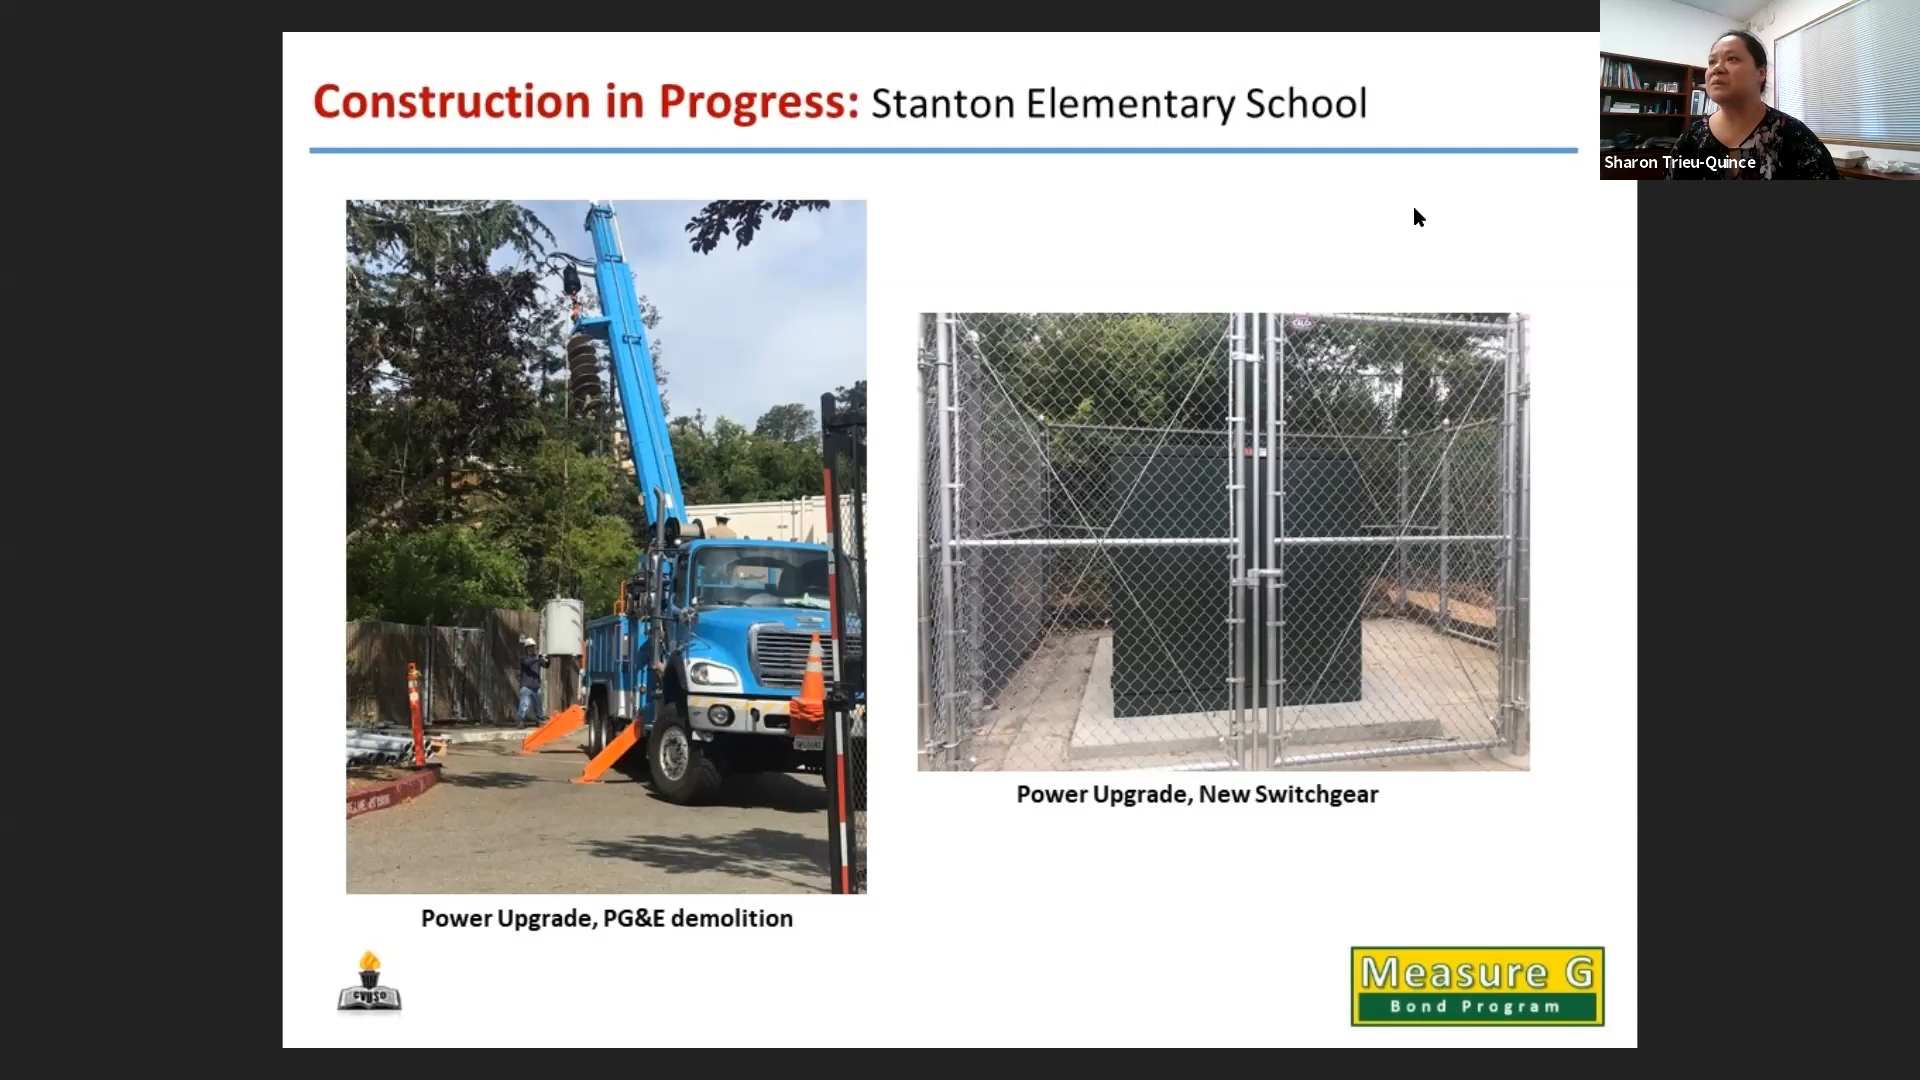 Construction in Progress: Stanton Elementary School
Sharon Trieu-Quince
Power Upgrade, New Switchgear
Power Upgrade, PG&E demolition
CVUSD
Measure G
Bond Program